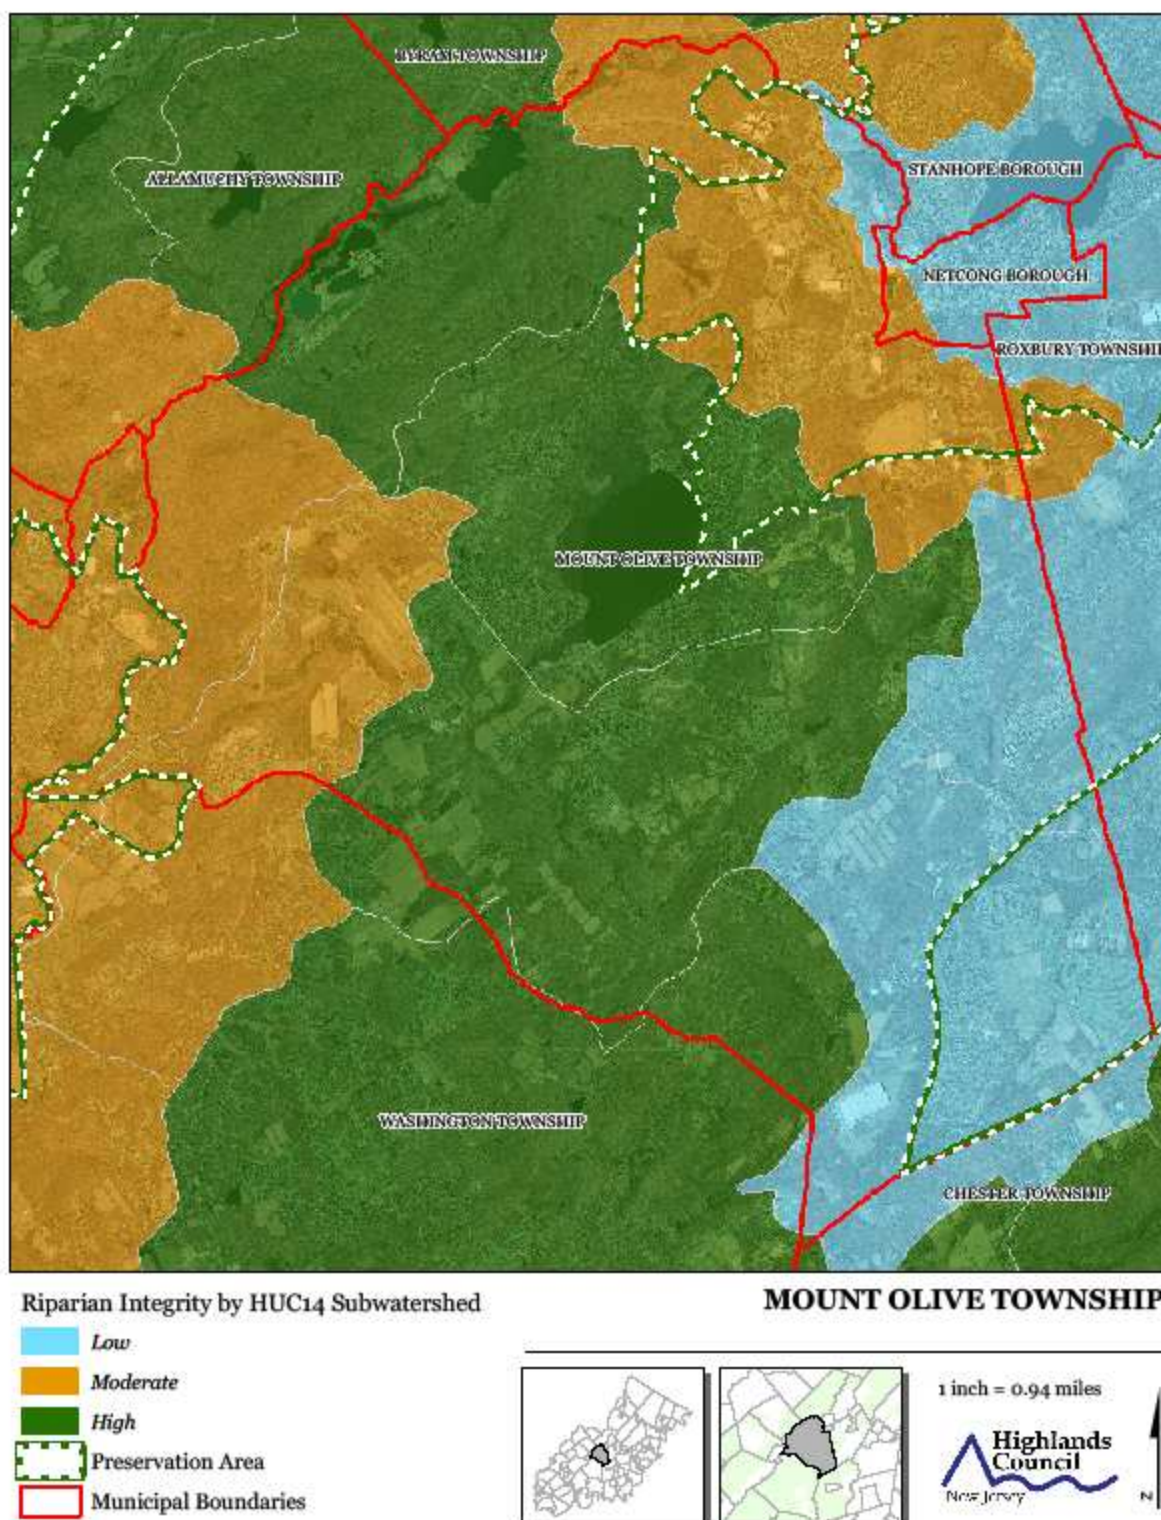 BYRAM TOWNSHIP
ALLAMUCHY TOWNSHIP
STANHOPE BOROUGH
NETCONG BOROUGH
ROXBURY TOWNSHIP
MOUNT OLIVE TOWNSHIP
WASHINGTON TOWNSHIP
CHESTER TOWNSHIP
Riparian Integrity by HUC14 Subwatershed
Low
Moderate
High
Preservation Area
Municipal Boundaries
MOUNT OLIVE TOWNSHIP
1 inch = 0.94 miles
Highlands
Council
New Jersey
N